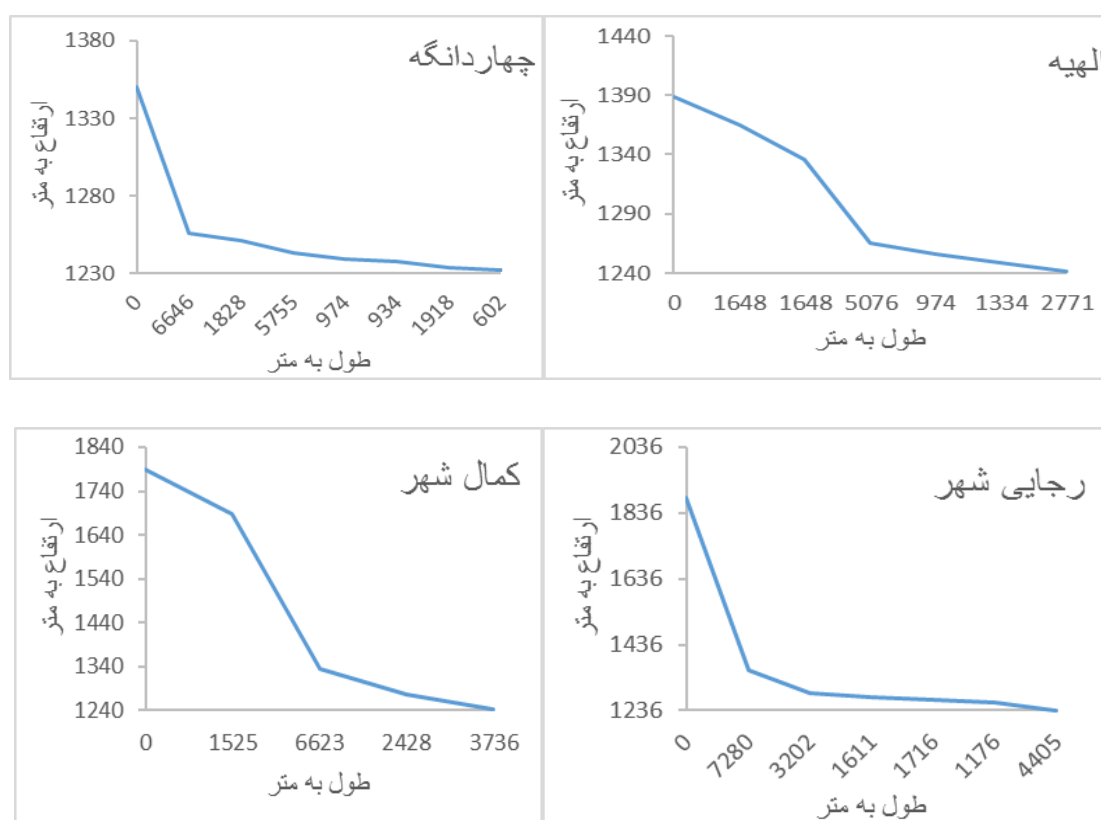 چهاردانگه
ارتفاع به متر
1380
1330
1280
1230
0 6646 1828 5755 974 934 1918 602
طول به متر
الهیه
ارتفاع به متر
1440
1390
1340
1290
1240
0 1648 1648 5076 974 1334 2771
طول به متر
کمال شهر
ارتفاع به متر
1840
1740
1640
1540
1440
1340
1240
0 1525 6623 2428 3736
طول به متر
رجایی شهر
ارتفاع به متر
2036
1836
1636
1436
1236
0 7280 3202 1611 1716 1176 4405
طول به متر